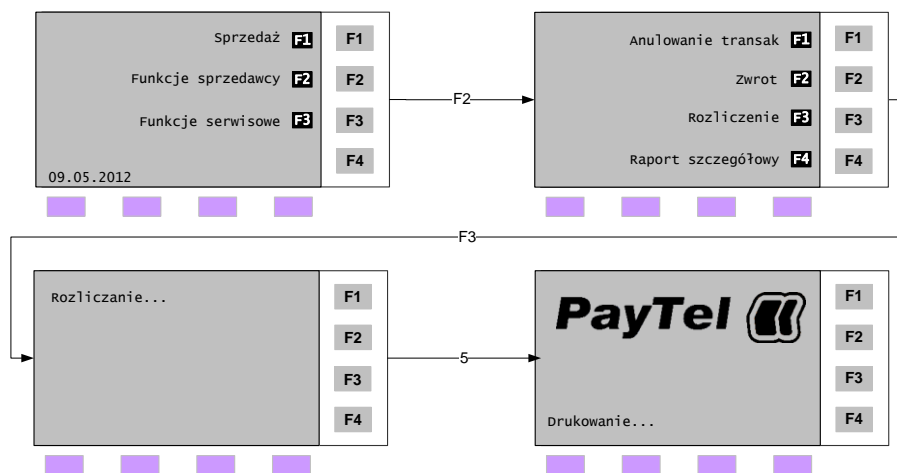 Sprzedaż F1 F1
Funkcje sprzedawcy F2 F2
Funkcje serwisowe F3 F3
F4
09.05.2012
F2
Anulowanie transak F1 F1
Zwrot F2 F2
Rozliczenie F3 F3
Raport szczegółowy F4 F4
F3
Rozliczanie... F1
F2
F3
F4
5
PayTel F1
F2
F3
Drukowanie... F4